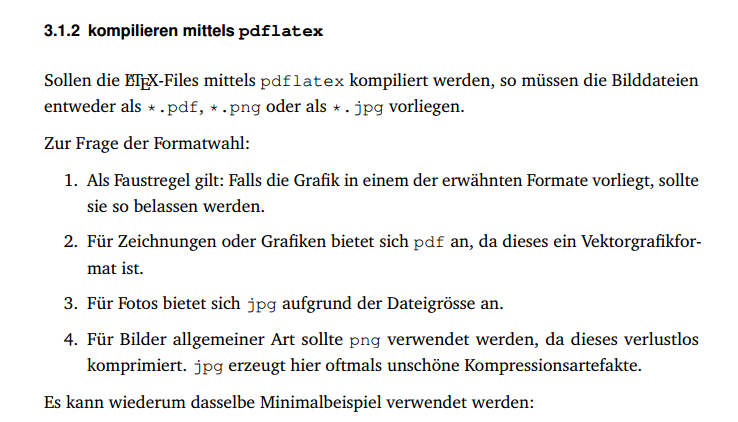 3.1.2 kompilieren mittels pdflatex
Sollen die LATEX-Files mittels pdflatex kompiliert werden, so müssen die Bilddateien
entweder als *.pdf, *.png oder als *.jpg vorliegen.
Zur Frage der Formatwahl:
1. Als Faustregel gilt: Falls die Grafik in einem der erwähnten Formate vorliegt, sollte
sie so belassen werden.
2. Für Zeichnungen oder Grafiken bietet sich pdf an, da dieses ein Vektorgrafikfor-
mat ist.
3. Für Fotos bietet sich jpg aufgrund der Dateigrösse an.
4. Für Bilder allgemeiner Art sollte png verwendet werden, da dieses verlustlos
komprimiert. jpg erzeugt hier oftmals unschöne Kompressionsartefakte.
Es kann wiederum dasselbe Minimalbeispiel verwendet werden: